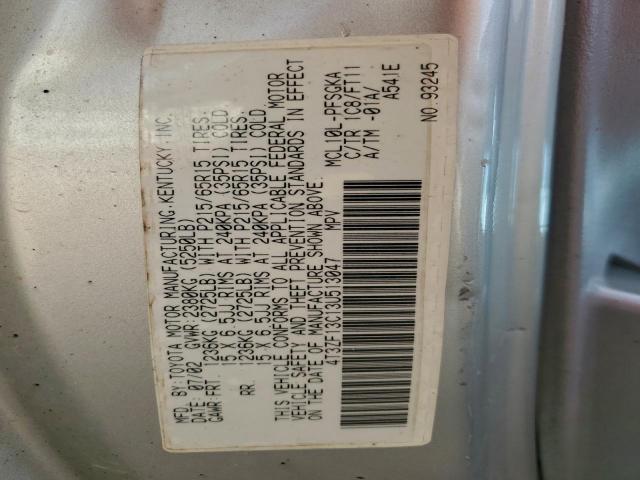 MFD. BY:TOYOTA MOTOR MANUFACTURING.KENTUCKY, INC.
DATE: 07/02 GVWR:2380KG (5250LB)
GAWR FRT. 1236KG (2725LB) WITH P215/65R15 TIRES.
15 X 6.5JJ RIMS AT 240KPA (35PSI) COLD.
RR. 1236KG (2725LB) WITH P215/65R15 TIRES.
15 X 6.5JJ RIMS AT 240KPA (35PSI) COLD.
THIS VEHICLE CONFORMS TO ALL APPLICABLE FEDERAL MOTOR
VEHICLE SAFETY AND THEFT PREVENTION STANDARDS IN EFFECT
ON THE DATE OF MANUFACTURE SHOWN ABOVE.
4T3ZF13C13U513047 MPV
MCL10L-PFSGKA
C/TR 1C8/FT11
A/TM -01A/
A541E
NO. 93245